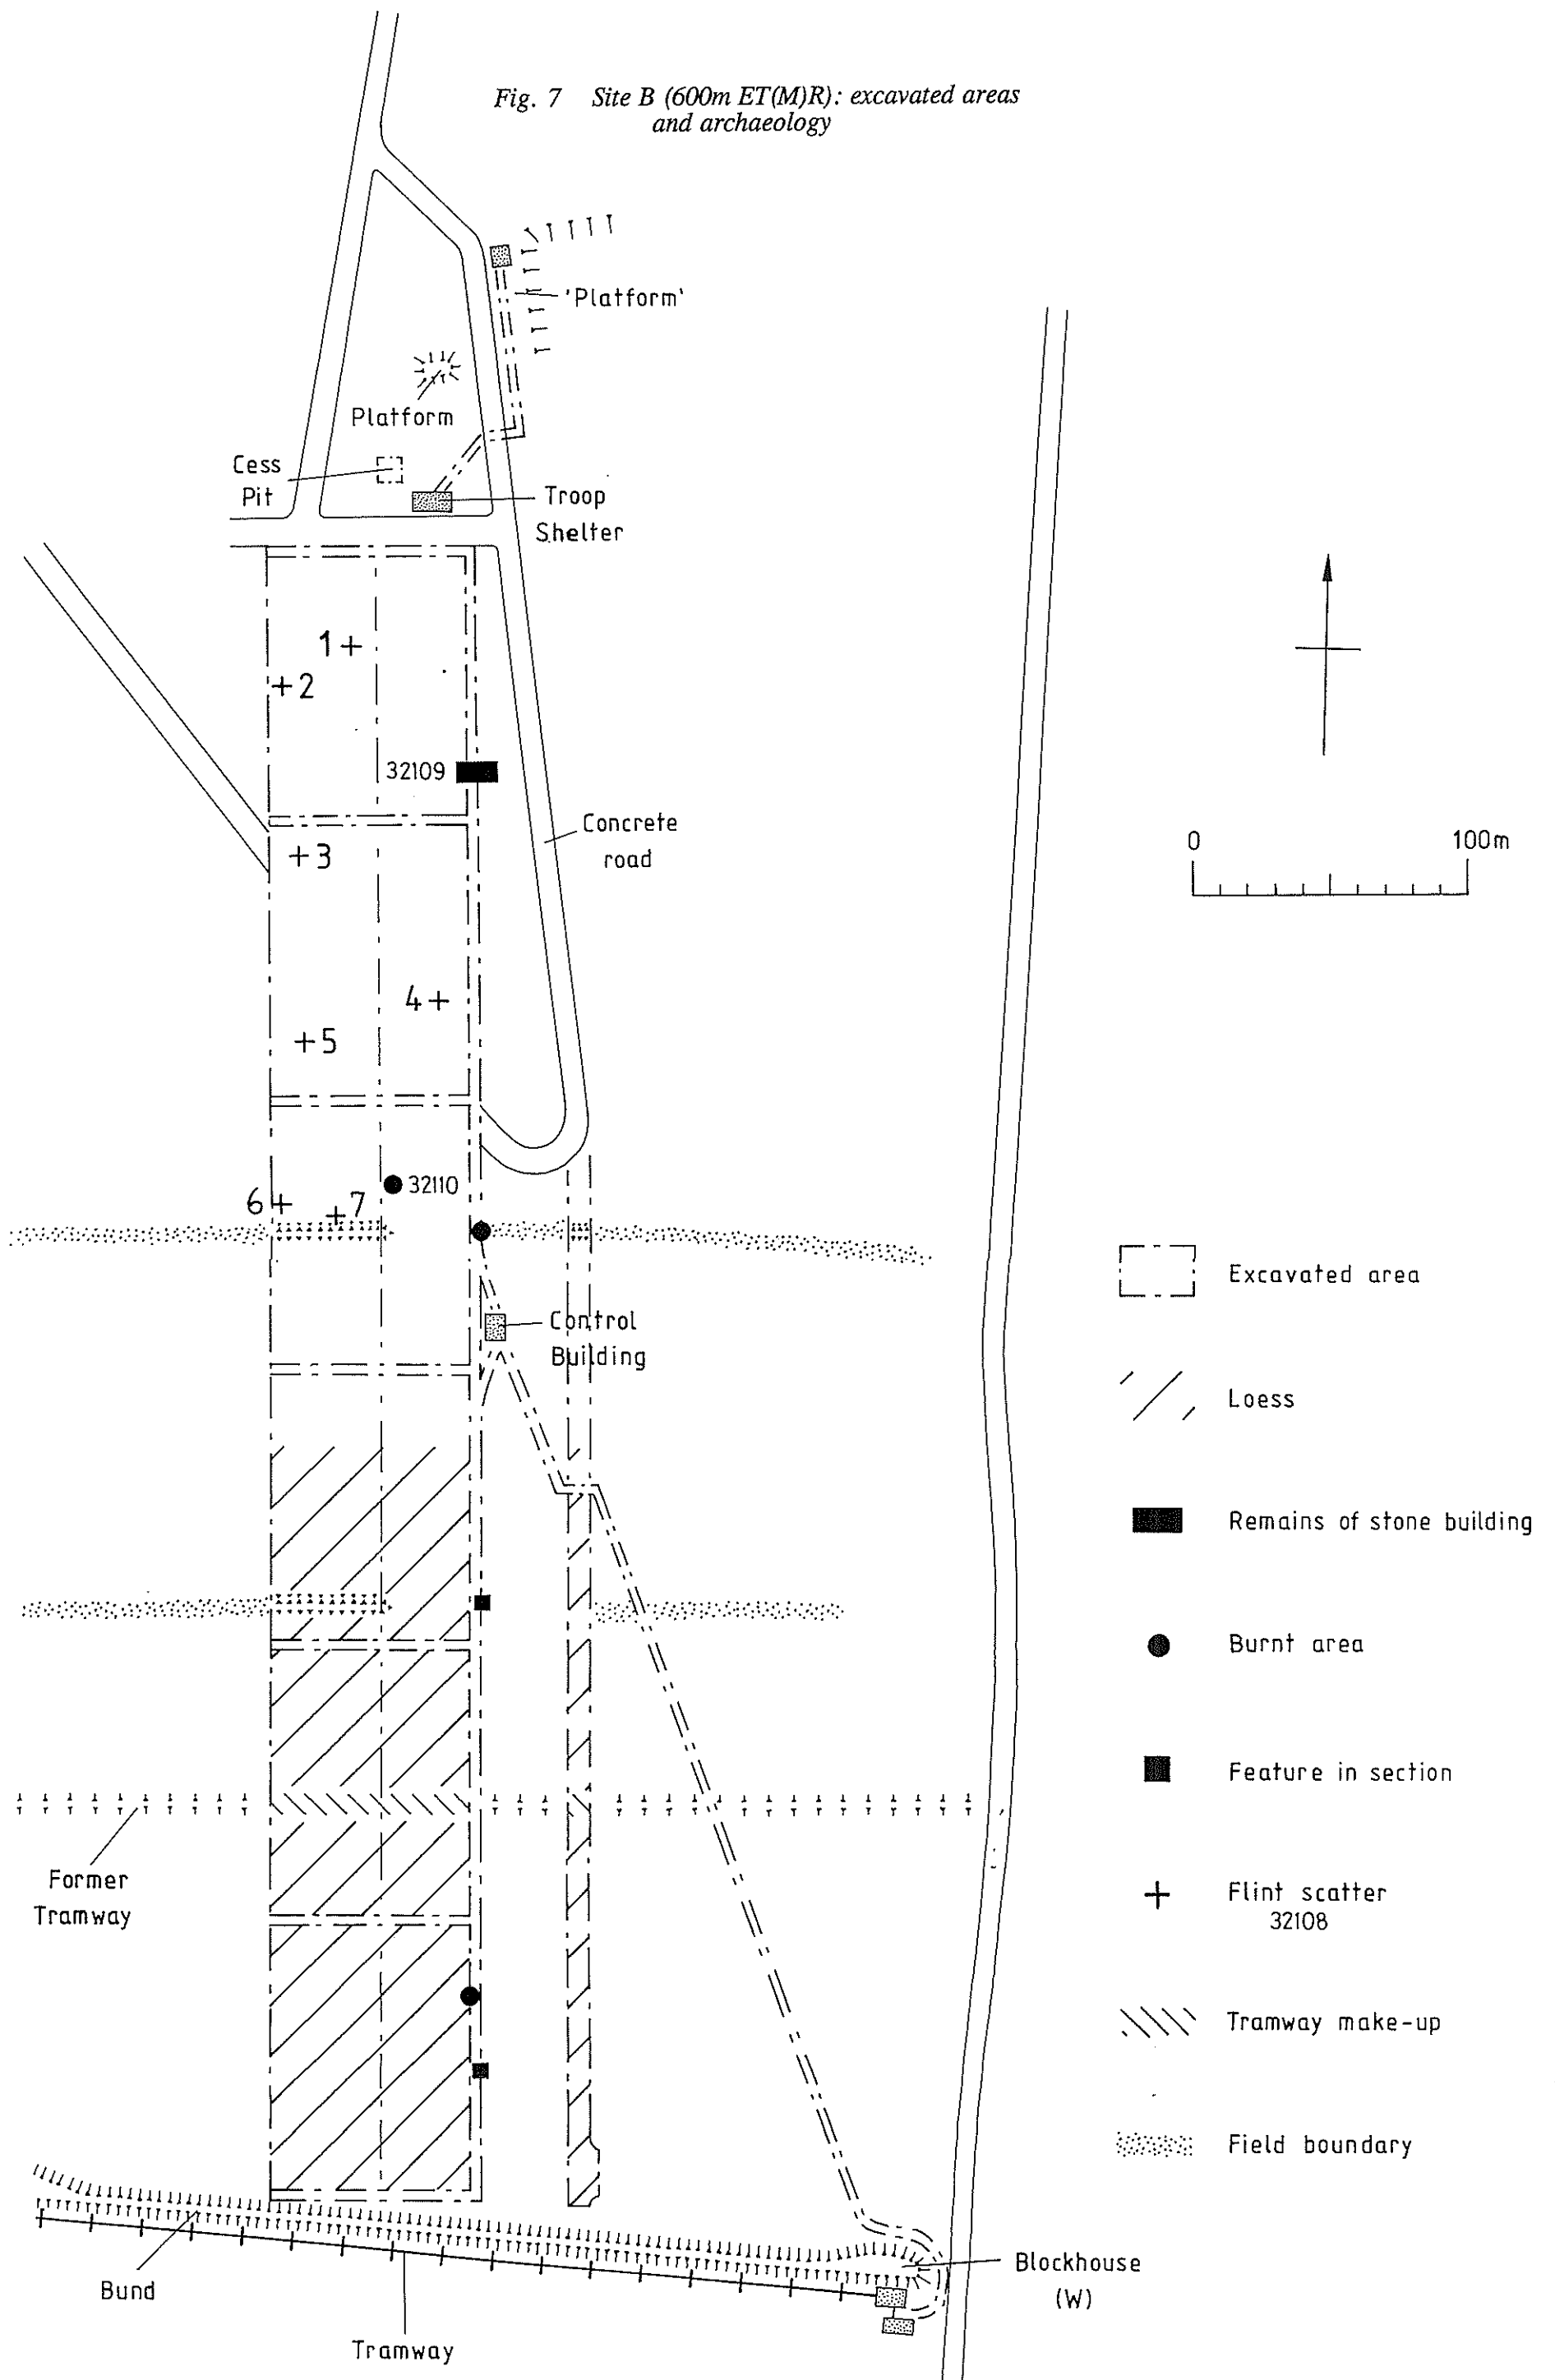 Fig. 7 Site B (600m ET(M)R): excavated areas
and archaeology
'Platform'
Platform
Cess
Pit
Troop
Shelter
1
2
32109
Concrete
road
0 100m
3
4
5
32110
6
7
Control
Building
Excavated area
Loess
Remains of stone building
Burnt area
Feature in section
Former
Tramway
Flint scatter
32108
Tramway make-up
Field boundary
Bund
Blockhouse
(W)
Tramway